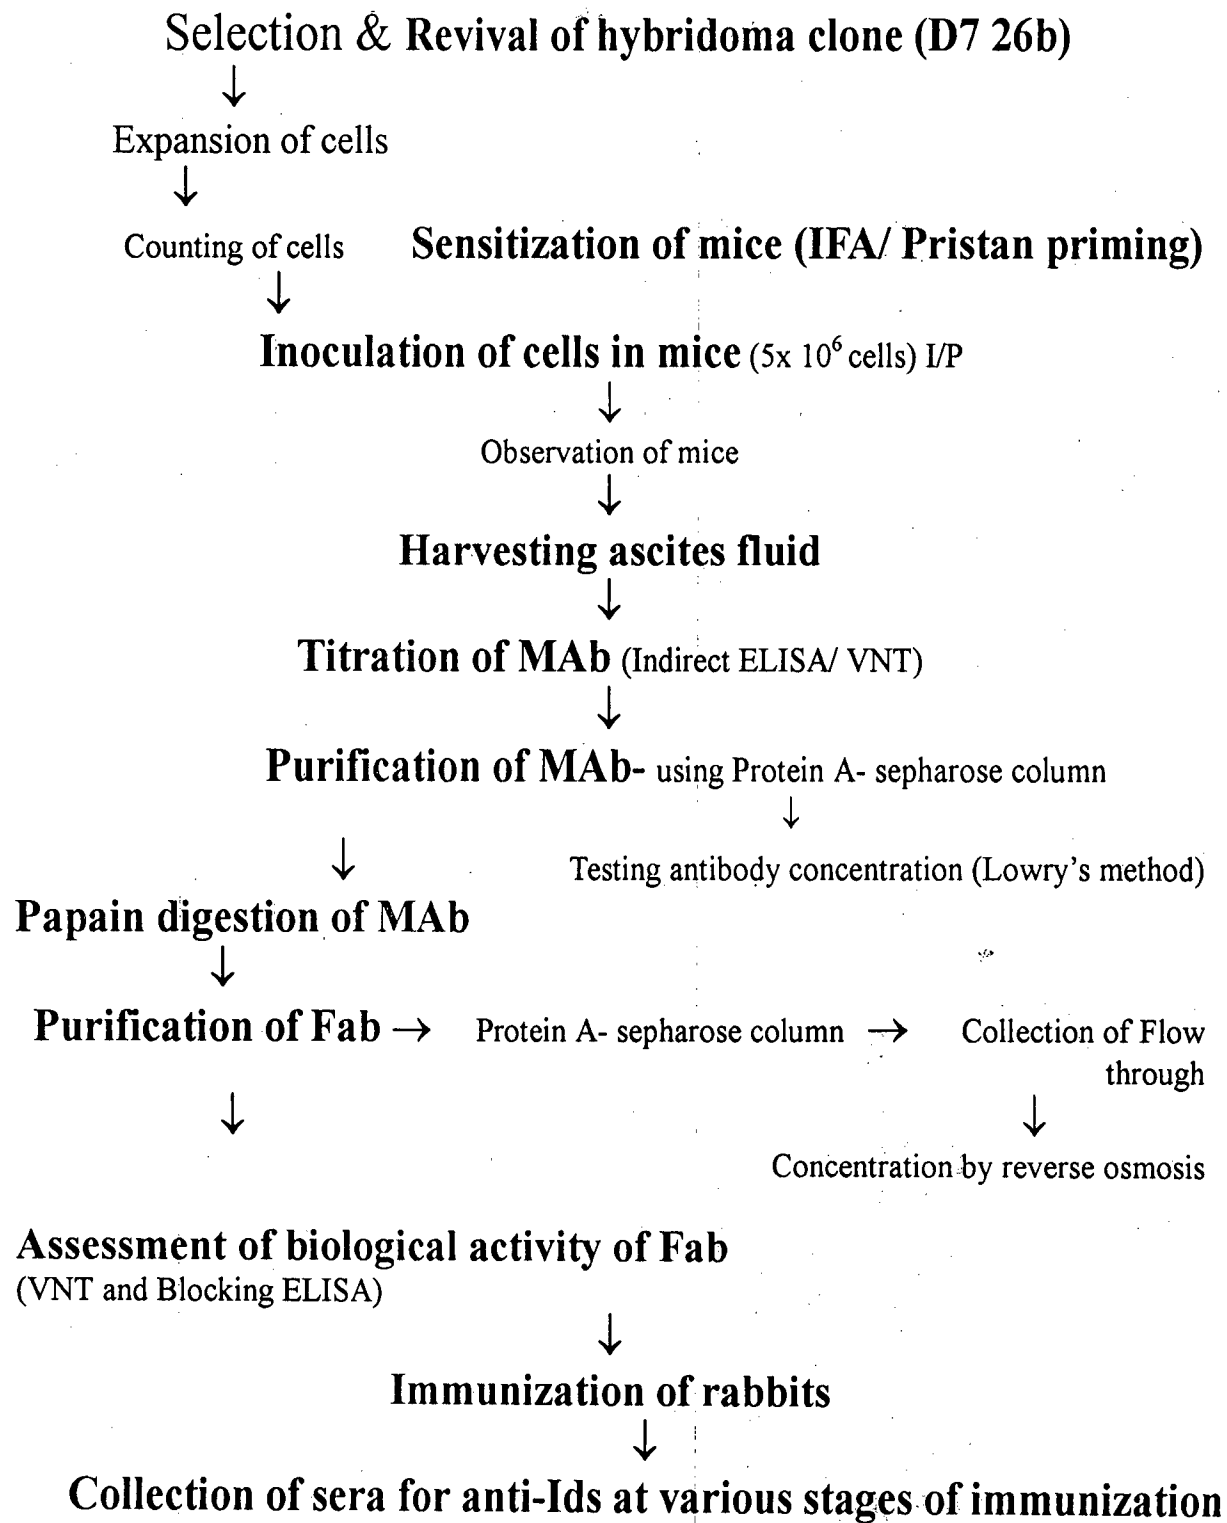 Selection & Revival of hybridoma clone (D7 26b)
↓
Expansion of cells
↓
Counting of cells Sensitization of mice (IFA/ Pristan priming)
↓
Inoculation of cells in mice (5x 10⁶ cells) I/P
↓
Observation of mice
↓
Harvesting ascites fluid
↓
Titration of MAb (Indirect ELISA/ VNT)
↓
Purification of MAb- using Protein A- sepharose column
↓
↓ Testing antibody concentration (Lowry's method)
Papain digestion of MAb
↓
Purification of Fab → Protein A- sepharose column → Collection of Flow
through
↓ ↓
Concentration by reverse osmosis
Assessment of biological activity of Fab
(VNT and Blocking ELISA)
↓
Immunization of rabbits
↓
Collection of sera for anti-Ids at various stages of immunization